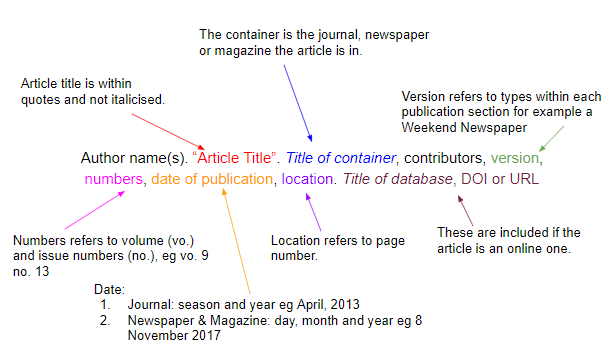 The container is the journal, newspaper
or magazine the article is in.
Article title is within
quotes and not italicised.
Version refers to types within each
publication section for example a
Weekend Newspaper
Author name(s). “Article Title”. Title of container, contributors, version,
numbers, date of publication, location. Title of database, DOI or URL
Numbers refers to volume (vo.)
and issue numbers (no.), eg vo. 9
no. 13
Location refers to page
number.
These are included if the
article is an online one.
Date:
1. Journal: season and year eg April, 2013
2. Newspaper & Magazine: day, month and year eg 8
November 2017